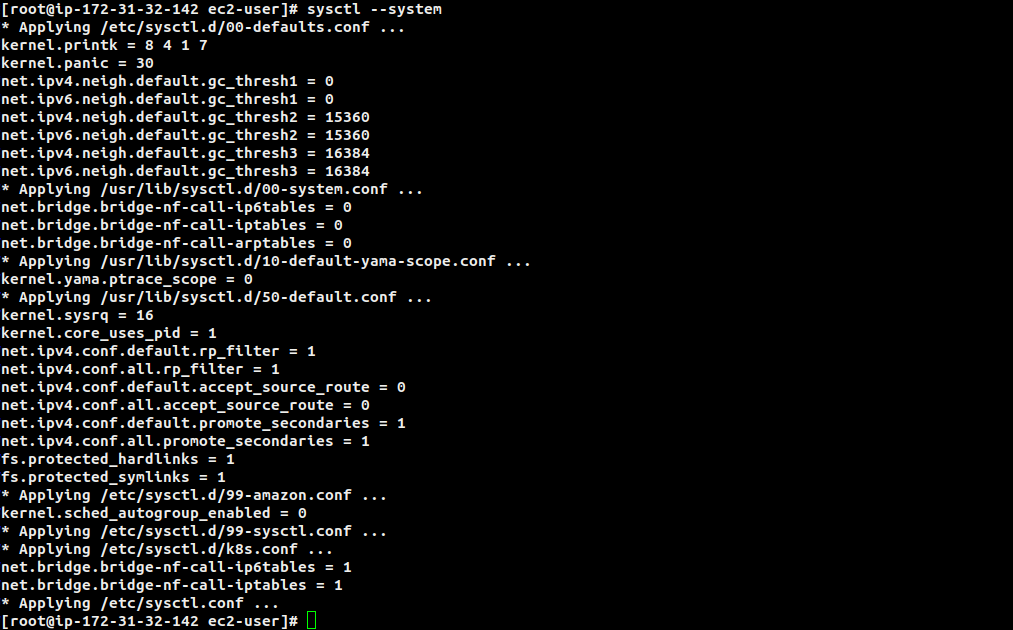 [root@ip-172-31-32-142 ec2-user]# sysctl --system
* Applying /etc/sysctl.d/00-defaults.conf ...
kernel.printk = 8 4 1 7
kernel.panic = 30
net.ipv4.neigh.default.gc_thresh1 = 0
net.ipv6.neigh.default.gc_thresh1 = 0
net.ipv4.neigh.default.gc_thresh2 = 15360
net.ipv6.neigh.default.gc_thresh2 = 15360
net.ipv4.neigh.default.gc_thresh3 = 16384
net.ipv6.neigh.default.gc_thresh3 = 16384
* Applying /usr/lib/sysctl.d/00-system.conf ...
net.bridge.bridge-nf-call-ip6tables = 0
net.bridge.bridge-nf-call-iptables = 0
net.bridge.bridge-nf-call-arptables = 0
* Applying /usr/lib/sysctl.d/10-default-yama-scope.conf ...
kernel.yama.ptrace_scope = 0
* Applying /usr/lib/sysctl.d/50-default.conf ...
kernel.sysrq = 16
kernel.core_uses_pid = 1
net.ipv4.conf.default.rp_filter = 1
net.ipv4.conf.all.rp_filter = 1
net.ipv4.conf.default.accept_source_route = 0
net.ipv4.conf.all.accept_source_route = 0
net.ipv4.conf.default.promote_secondaries = 1
net.ipv4.conf.all.promote_secondaries = 1
fs.protected_hardlinks = 1
fs.protected_symlinks = 1
* Applying /etc/sysctl.d/99-amazon.conf ...
kernel.sched_autogroup_enabled = 0
* Applying /etc/sysctl.d/99-sysctl.conf ...
* Applying /etc/sysctl.d/k8s.conf ...
net.bridge.bridge-nf-call-ip6tables = 1
net.bridge.bridge-nf-call-iptables = 1
* Applying /etc/sysctl.conf ...
[root@ip-172-31-32-142 ec2-user]#